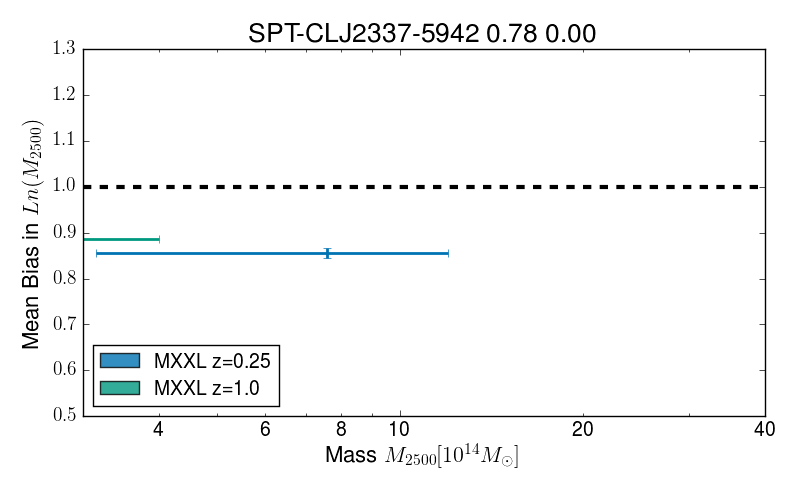 SPT-CLJ2337-5942 0.78 0.00
1.3
1.2
1.1
1.0
0.9
0.8
0.7
0.6
0.5
Mean Bias in Ln(M2500)
MXXL z=0.25
MXXL z=1.0
4 6 8 10 20 40
Mass M2500[10^14 M⊙]